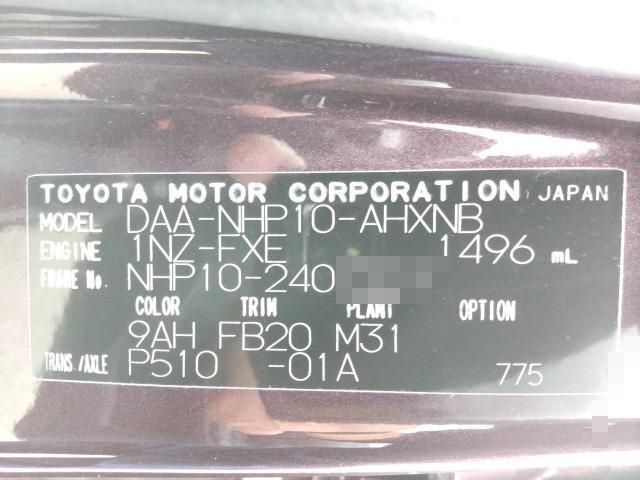 TOYOTA MOTOR CORPORATION JAPAN
MODEL DAA-NHP10-AHXNB
ENGINE 1NZ-FXE 1496 mL
FRAME No NHP10-240
COLOR TRIM PLANT OPTION
9AH FB20 M31
TRANS./AXLE P510 -01A 775